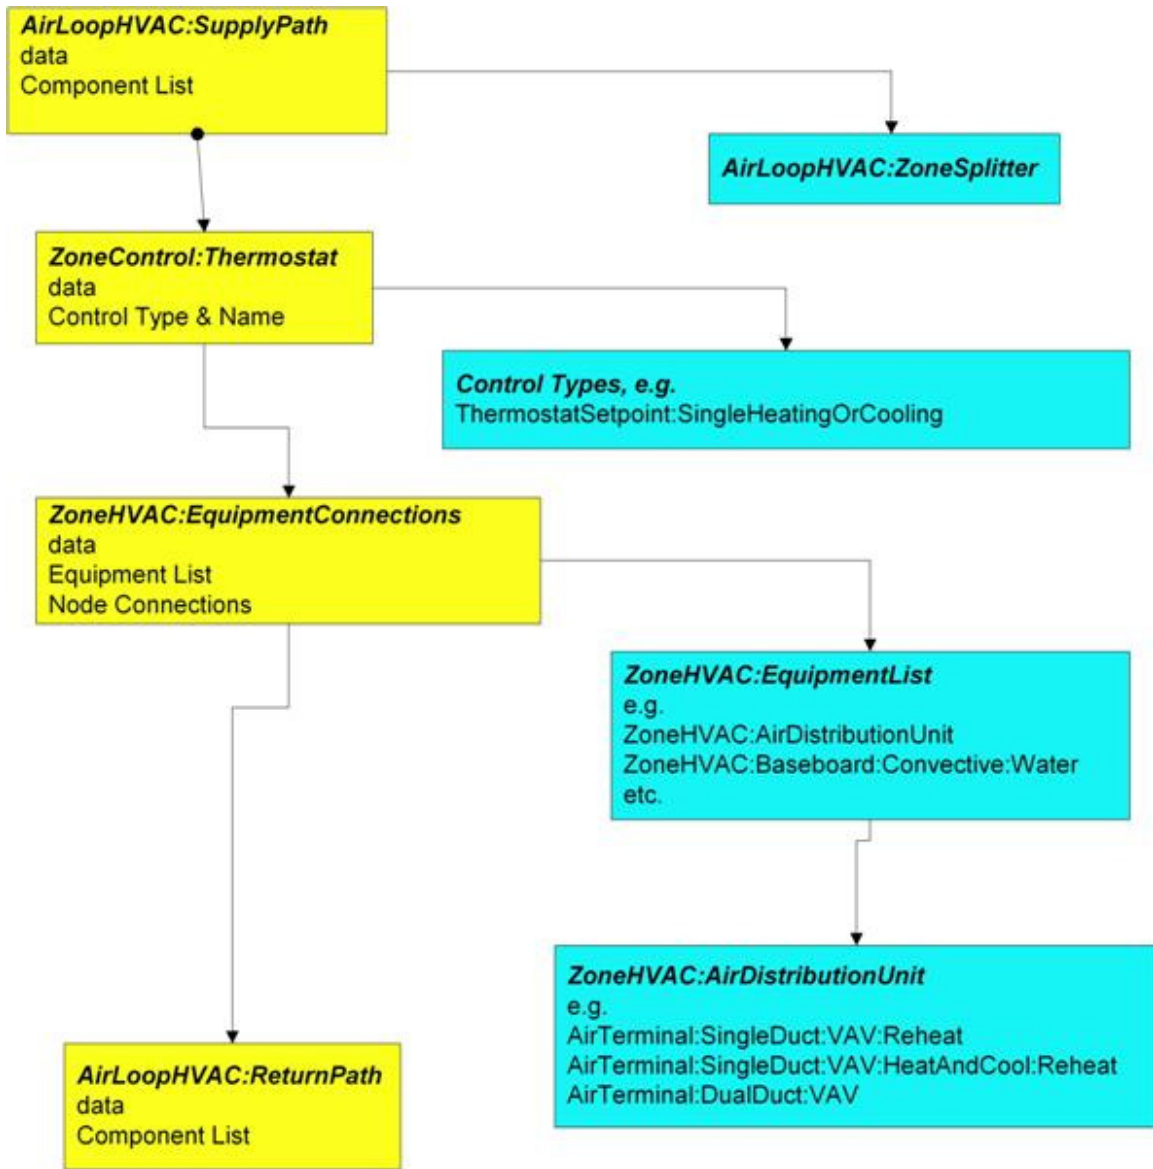 AirLoopHVAC:SupplyPath
data
Component List
AirLoopHVAC:ZoneSplitter
ZoneControl:Thermostat
data
Control Type & Name
Control Types, e.g.
ThermostatSetpoint:SingleHeatingOrCooling
ZoneHVAC:EquipmentConnections
data
Equipment List
Node Connections
ZoneHVAC:EquipmentList
e.g.
ZoneHVAC:AirDistributionUnit
ZoneHVAC:Baseboard:Convective:Water
etc.
ZoneHVAC:AirDistributionUnit
e.g.
AirTerminal:SingleDuct:VAV:Reheat
AirTerminal:SingleDuct:VAV:HeatAndCool:Reheat
AirTerminal:DualDuct:VAV
AirLoopHVAC:ReturnPath
data
Component List